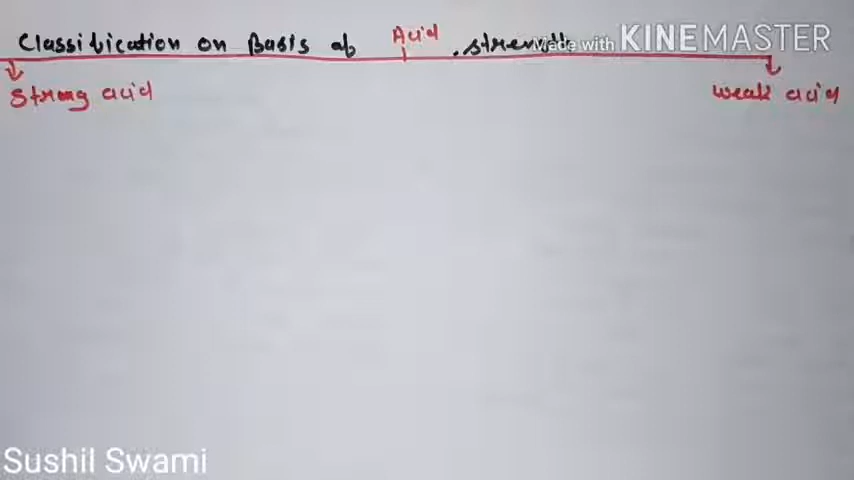 Classification on Basis of Acid strength
Made with KINEMASTER
Strong acid
weak acid
Sushil Swami